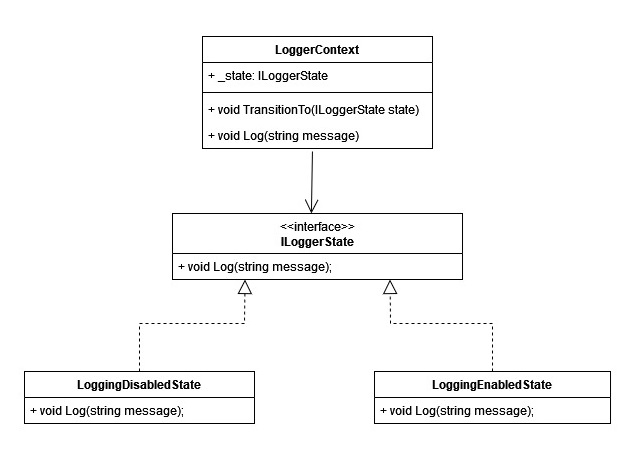 LoggerContext
+ _state: ILoggerState
+ void TransitionTo(ILoggerState state)
+ void Log(string message)
<<interface>>
ILoggerState
+ void Log(string message);
LoggingDisabledState
+ void Log(string message);
LoggingEnabledState
+ void Log(string message);